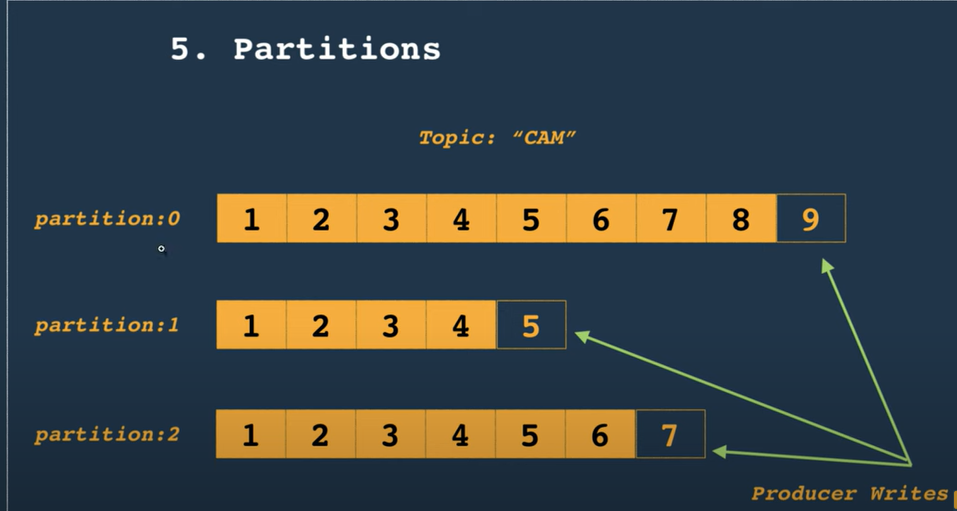 5. Partitions
Topic: “CAM”
partition:0 1 2 3 4 5 6 7 8 9
partition:1 1 2 3 4 5
partition:2 1 2 3 4 5 6 7
Producer Writes